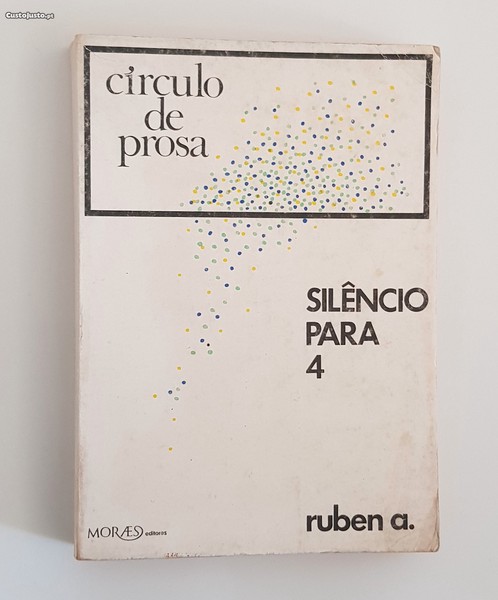 CustoJusto.pt
círculo
de
prosa
SILÊNCIO
PARA
4
MORÆS editores
ruben a.